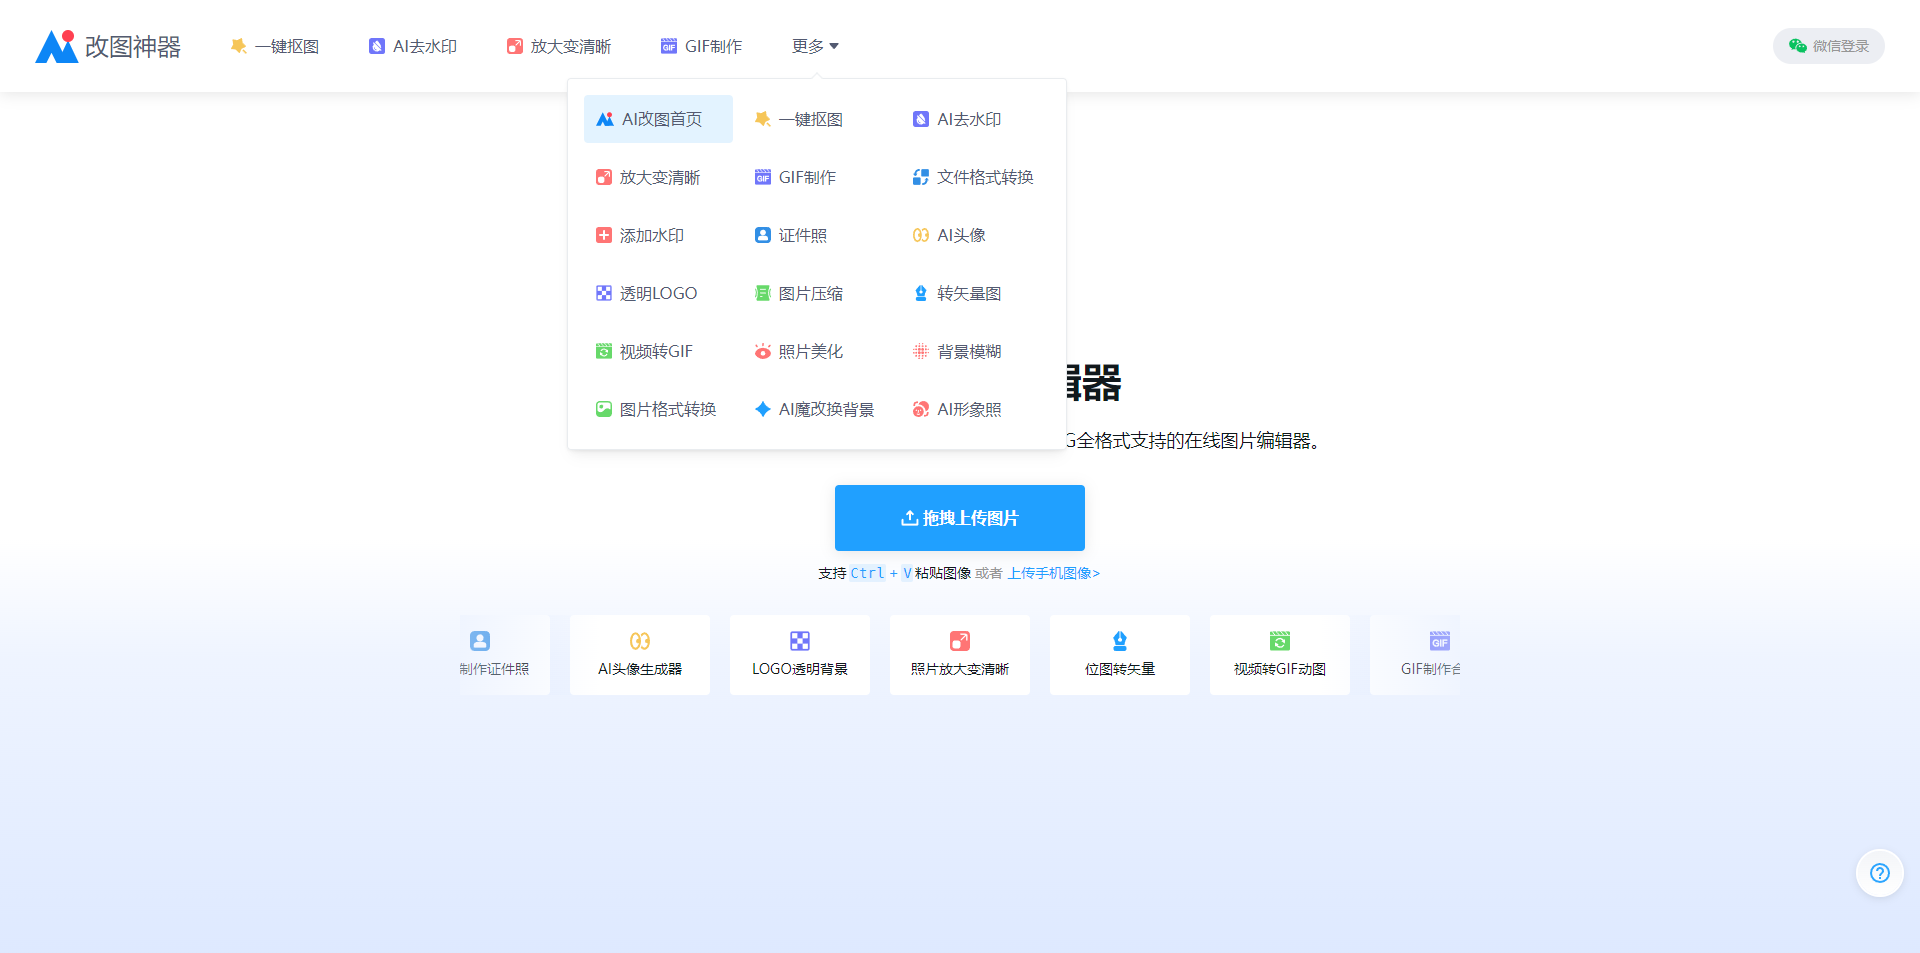 改图神器
一键抠图
AI去水印
放大变清晰
GIF制作
更多
微信登录
AI改图首页
一键抠图
AI去水印
放大变清晰
GIF制作
文件格式转换
添加水印
证件照
AI头像
透明LOGO
图片压缩
转矢量图
视频转GIF
照片美化
背景模糊
图片格式转换
AI魔改换背景
AI形象照
辑器
G全格式支持的在线图片编辑器。
拖拽上传图片
支持 Ctrl + V 粘贴图像 或者 上传手机图像>
制作证件照
AI头像生成器
LOGO透明背景
照片放大变清晰
位图转矢量
视频转GIF动图
GIF制作合